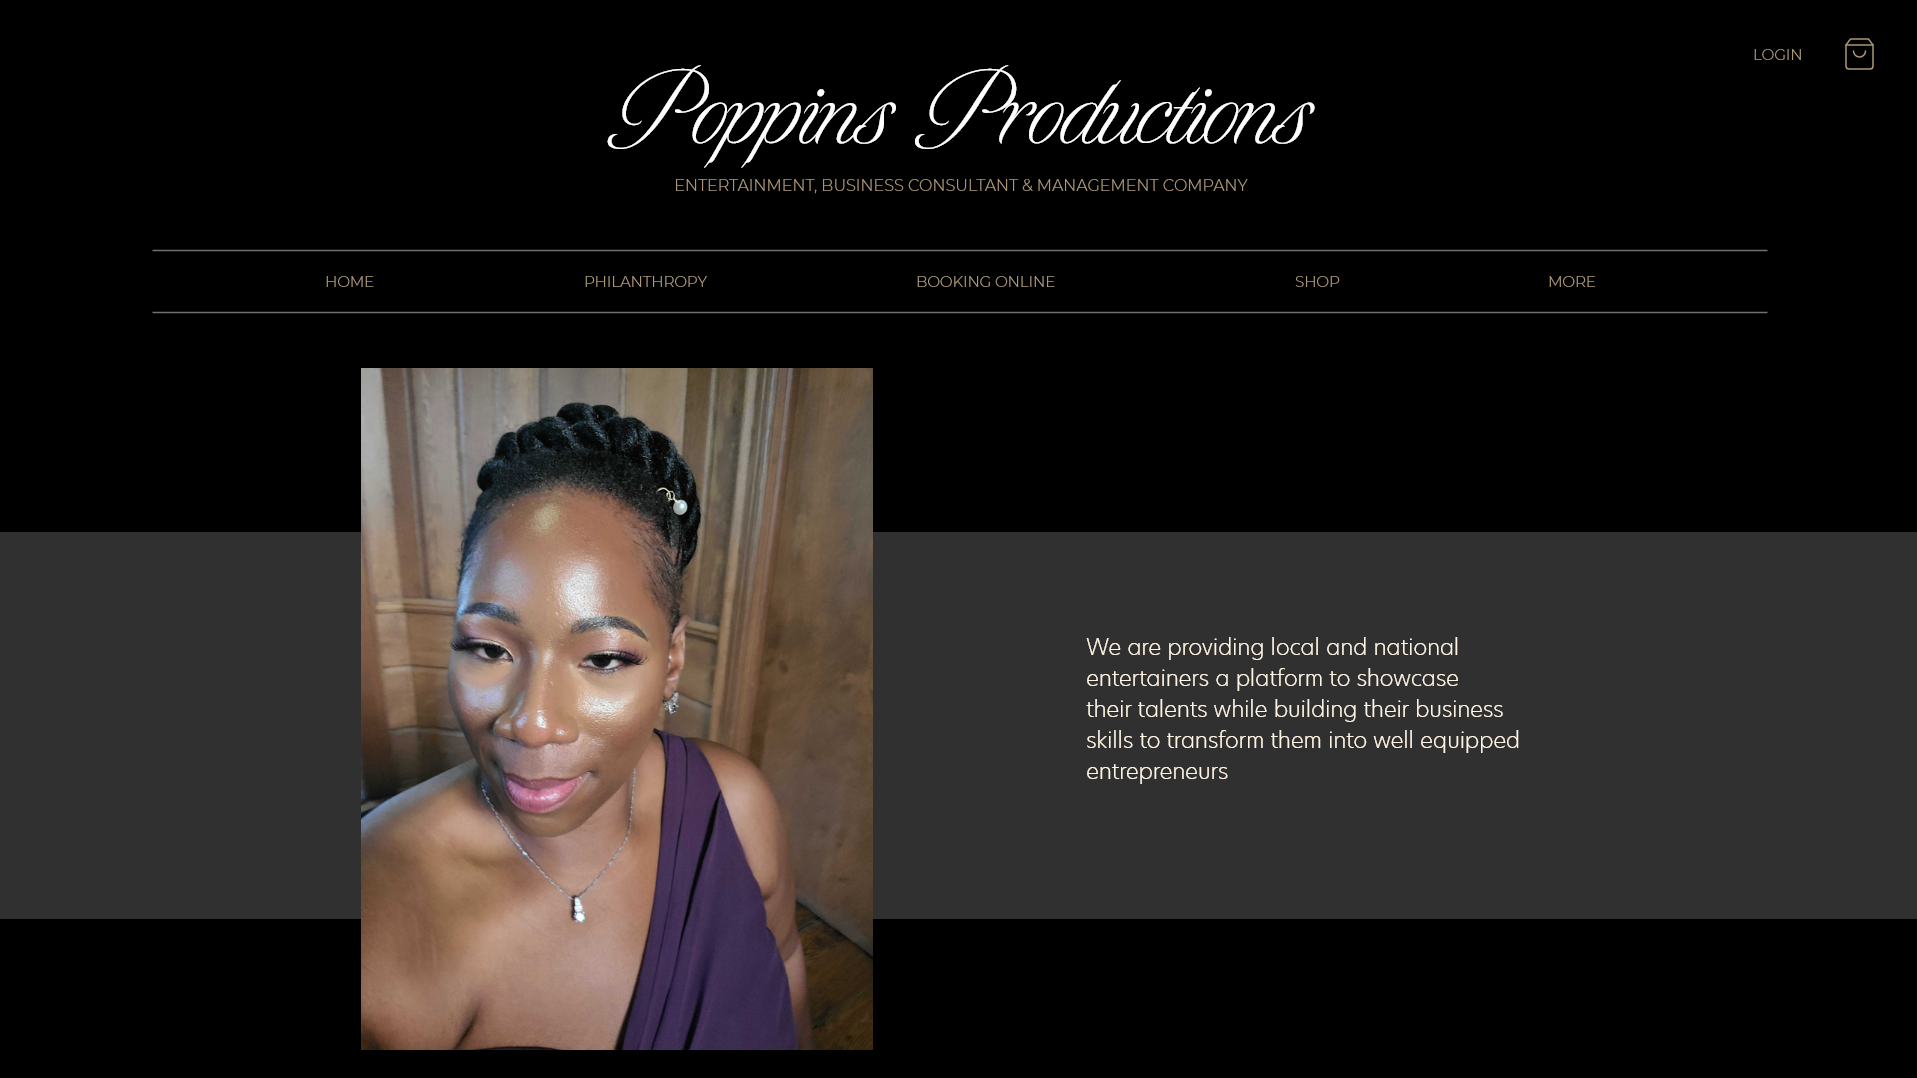 LOGIN
Poppins Productions
ENTERTAINMENT, BUSINESS CONSULTANT & MANAGEMENT COMPANY
HOME
PHILANTHROPY
BOOKING ONLINE
SHOP
MORE
We are providing local and national
entertainers a platform to showcase
their talents while building their business
skills to transform them into well equipped
entrepreneurs